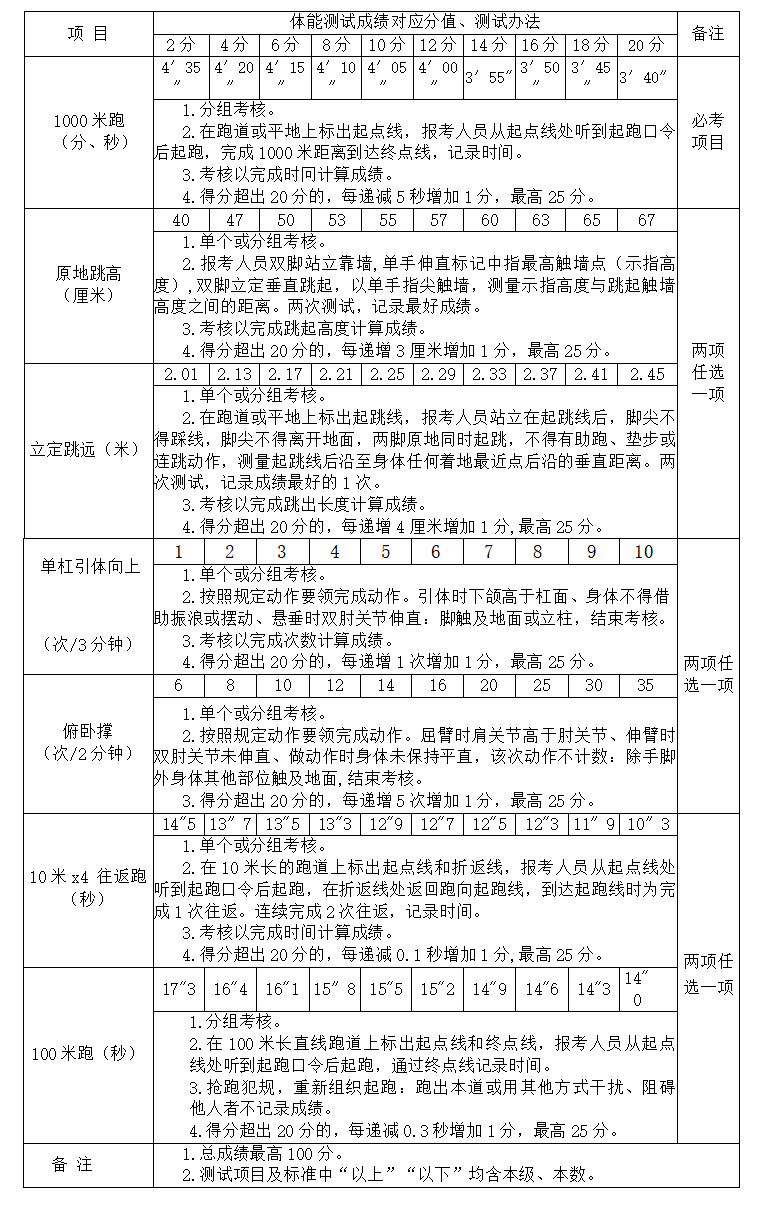 项 目
体能测试成绩对应分值、测试办法
备注
2分 4分 6分 8分 10分 12分 14分 16分 18分 20分
1000米跑
（分、秒）
4′35″ 4′20″ 4′15″ 4′10″ 4′05″ 4′00″ 3′55″ 3′50″ 3′45″ 3′40″
1.分组考核。
2.在跑道或平地上标出起点线，报考人员从起点线处听到起跑口令
后起跑，完成1000米距离到达终点线，记录时间。
3.考核以完成时问计算成绩。
4.得分超出20分的，每递减5秒增加1分，最高25分。
必考
项目
原地跳高
（厘米）
40 47 50 53 55 57 60 63 65 67
1.单个或分组考核。
2.报考人员双脚站立靠墙,单手伸直标记中指最高触墙点（示指高
度）,双脚立定垂直跳起，以单手指尖触墙，测量示指高度与跳起触墙
高度之间的距离。两次测试，记录最好成绩。
3.考核以完成跳起高度计算成绩。
4.得分超出20分的，每递增3厘米增加1分，最高25分。
两项
任选
一项
立定跳远（米）
2.01 2.13 2.17 2.21 2.25 2.29 2.33 2.37 2.41 2.45
1.单个或分组考核。
2.在跑道或平地上标出起跳线，报考人员站立在起跳线后，脚尖不
得踩线，脚尖不得离开地面，两脚原地同时起跳，不得有助跑、垫步或
连跳动作，测量起跳线后沿至身体任何着地最近点后沿的垂直距离。两
次测试，记录成绩最好的1次。
3.考核以完成跳出长度计算成绩。
4.得分超出20分的，每递增4厘米增加1分,最高25分。
单杠引体向上
（次/3分钟）
1 2 3 4 5 6 7 8 9 10
1.单个或分组考核。
2.按照规定动作要领完成动作。引体时下颌高于杠面、身体不得借
助振浪或摆动、悬垂时双肘关节伸直：脚触及地面或立柱，结束考核。
3.考核以完成次数计算成绩。
4.得分超出20分的，每递增1次增加1分，最高25分。
两项任
选一项
俯卧撑
（次/2分钟）
6 8 10 12 14 16 20 25 30 35
1.单个或分组考核。
2.按照规定动作要领完成动作。屈臂时肩关节高于肘关节、伸臂时
双肘关节未伸直、做动作时身体未保持平直，该次动作不计数：除手脚
外身体其他部位触及地面,结束考核。
3.得分超出20分的，每递增5次增加1分，最高25分。
10米x4 往返跑
（秒）
14″5 13″7 13″5 13″3 12″9 12″7 12″5 12″3 11″9 10″3
1.单个或分组考核。
2.在10米长的跑道上标出起点线和折返线，报考人员从起点线处
听到起跑口令后起跑，在折返线处返回跑向起跑线，到达起跑线时为完
成1次往返。连续完成2次往返，记录时间。
3.考核以完成时间计算成绩。
4.得分超出20分的，每递减0.1秒增加1分,最高25分。
两项任
选一项
100米跑（秒）
17″3 16″4 16″1 15″8 15″5 15″2 14″9 14″6 14″3 14″0
1.分组考核。
2.在100米长直线跑道上标出起点线和终点线，报考人员从起点
线处听到起跑口令后起跑，通过终点线记录时间。
3.抢跑犯规，重新组织起跑：跑出本道或用其他方式干扰、阻碍
他人者不记录成绩。
4.得分超出20分的，每递减0.3秒增加1分，最高25分。
备 注
1.总成绩最高100分。
2.测试项目及标准中“以上”“以下”均含本级、本数。